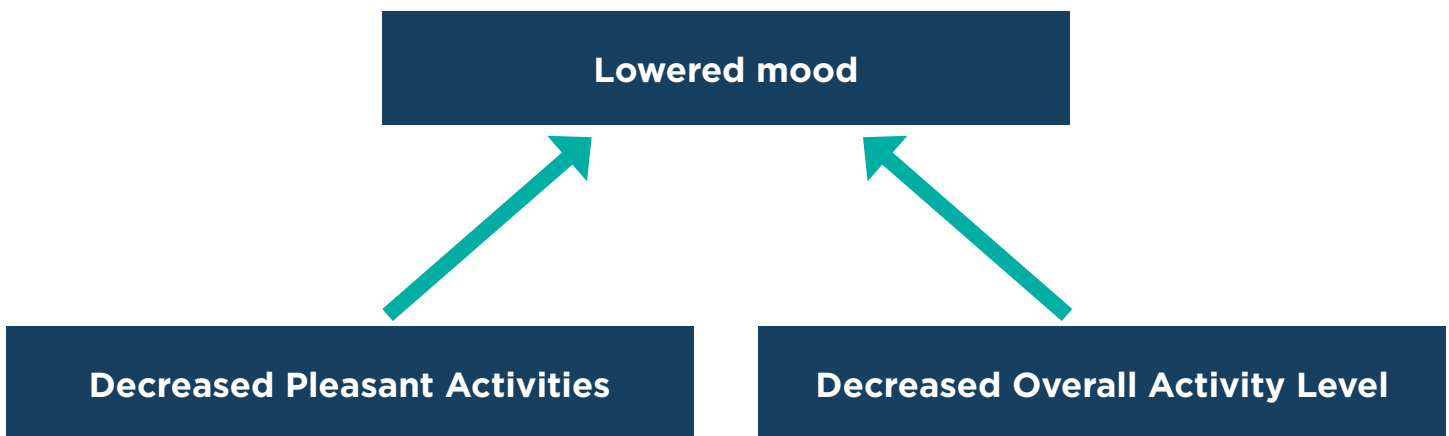 Lowered mood
Decreased Pleasant Activities
Decreased Overall Activity Level